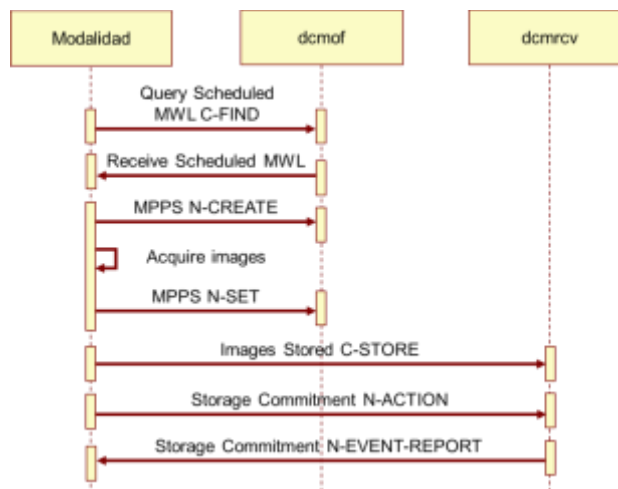 Modalidad
dcmof
dcmrcv
Query Scheduled
MWL C-FIND
Receive Scheduled MWL
MPPS N-CREATE
Acquire images
MPPS N-SET
Images Stored C-STORE
Storage Commitment N-ACTION
Storage Commitment N-EVENT-REPORT